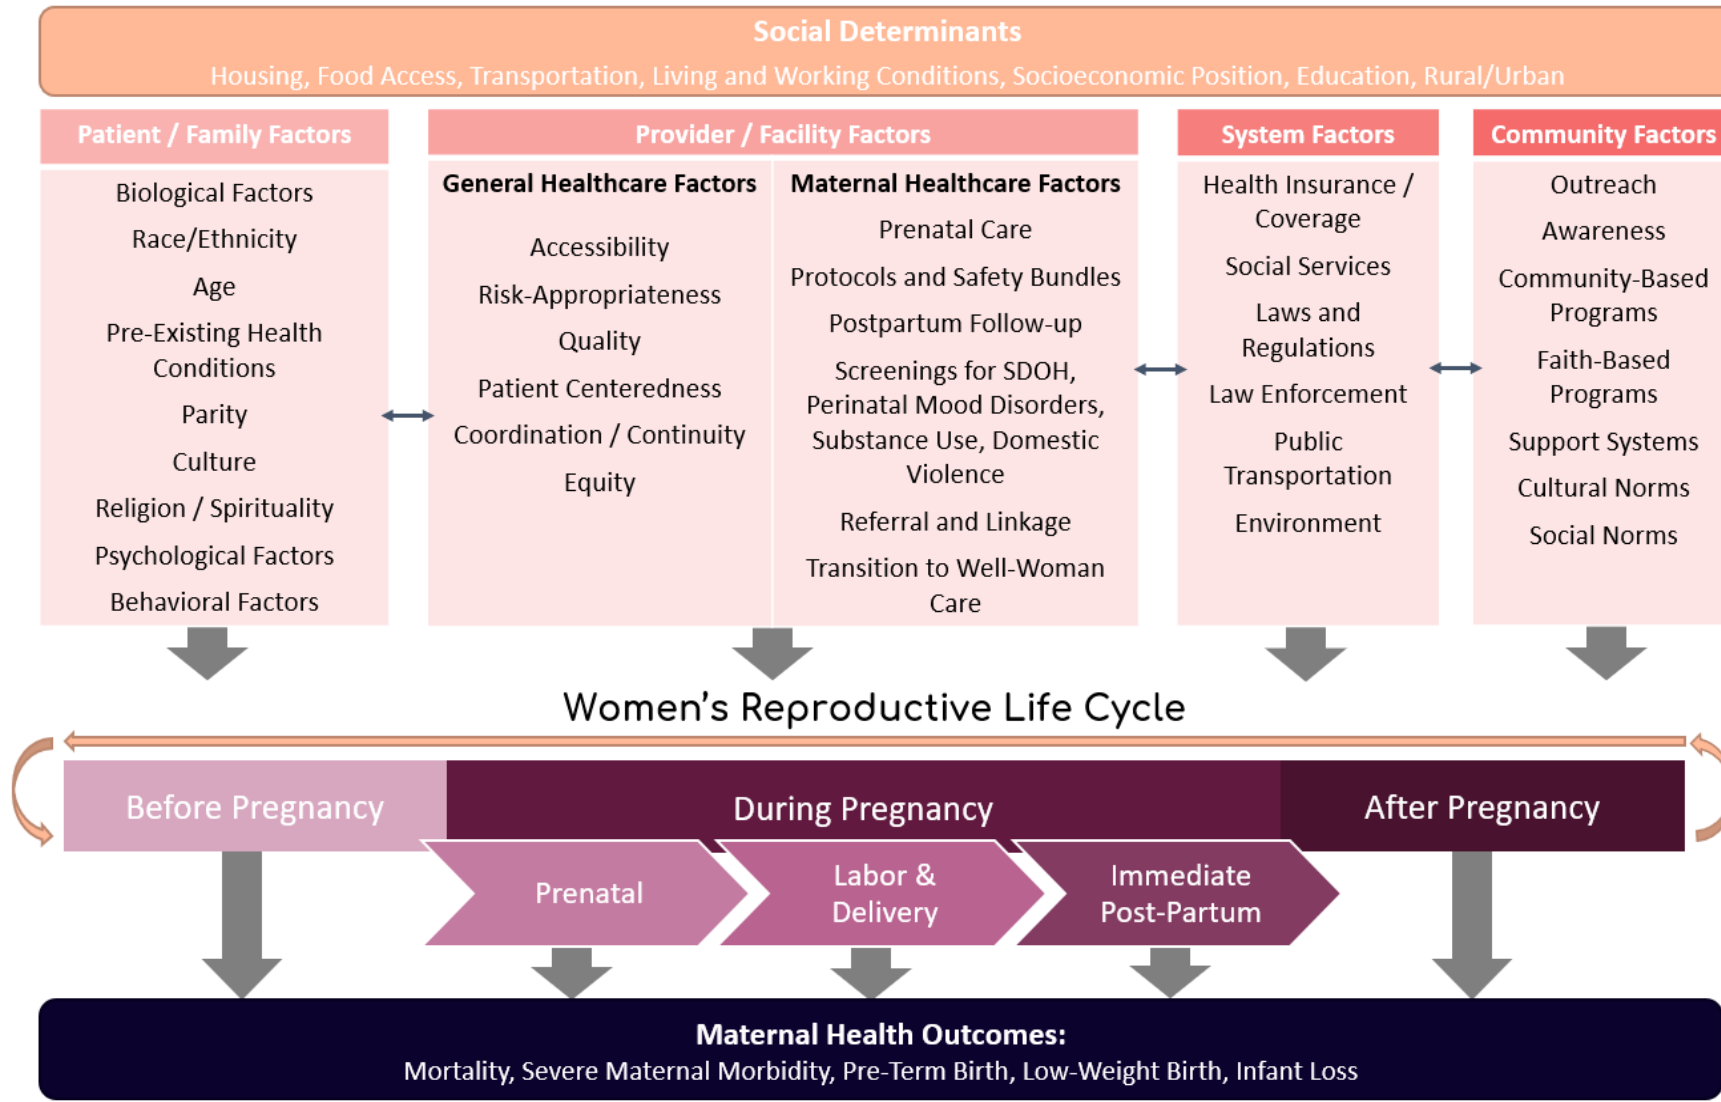 Social Determinants
Housing, Food Access, Transportation, Living and Working Conditions, Socioeconomic Position, Education, Rural/Urban
Patient / Family Factors
Biological Factors
Race/Ethnicity
Age
Pre-Existing Health
Conditions
Parity
Culture
Religion / Spirituality
Psychological Factors
Behavioral Factors
Provider / Facility Factors
General Healthcare Factors
Accessibility
Risk-Appropriateness
Quality
Patient Centeredness
Coordination / Continuity
Equity
Maternal Healthcare Factors
Prenatal Care
Protocols and Safety Bundles
Postpartum Follow-up
Screenings for SDOH,
Perinatal Mood Disorders,
Substance Use, Domestic
Violence
Referral and Linkage
Transition to Well-Woman
Care
System Factors
Health Insurance /
Coverage
Social Services
Laws and
Regulations
Law Enforcement
Public
Transportation
Environment
Community Factors
Outreach
Awareness
Community-Based
Programs
Faith-Based
Programs
Support Systems
Cultural Norms
Social Norms
Women's Reproductive Life Cycle
Before Pregnancy
During Pregnancy
After Pregnancy
Prenatal
Labor &
Delivery
Immediate
Post-Partum
Maternal Health Outcomes:
Mortality, Severe Maternal Morbidity, Pre-Term Birth, Low-Weight Birth, Infant Loss